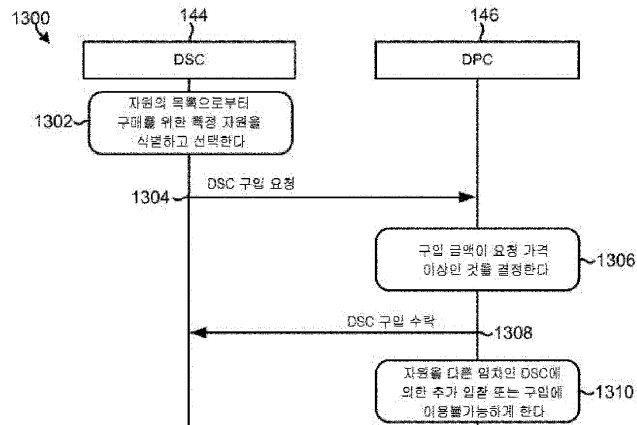 1300
144
146
DSC
DPC
1302
자원의 목록으로부터
구매를 위한 특정 자원을
식별하고 선택한다
1304
DSC 구입 요청
구입 금액이 요청 가격
이상인 것을 결정한다
1306
DSC 구입 수락
1308
자원을 다른 임차인 DSC에
의한 추가 입찰 또는 구입에
이용불가능하게 한다
1310